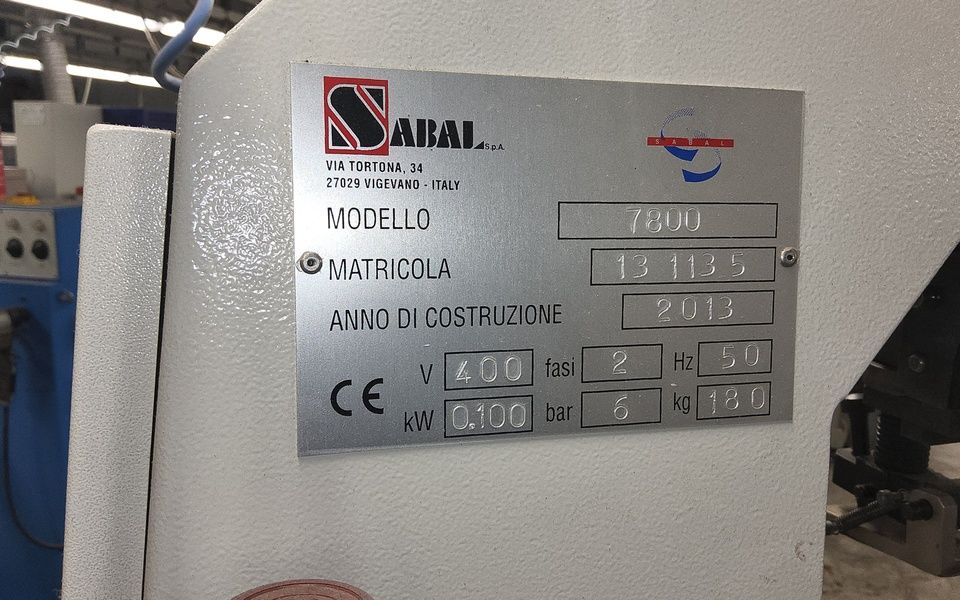 SABAL S.p.A.
VIA TORTONA, 34
27029 VIGEVANO - ITALY
SABAL
MODELLO 7800
MATRICOLA 13 113 5
ANNO DI COSTRUZIONE 2013
V 400 fasi 2 Hz 50
CE kW 0.100 bar 6 kg 180